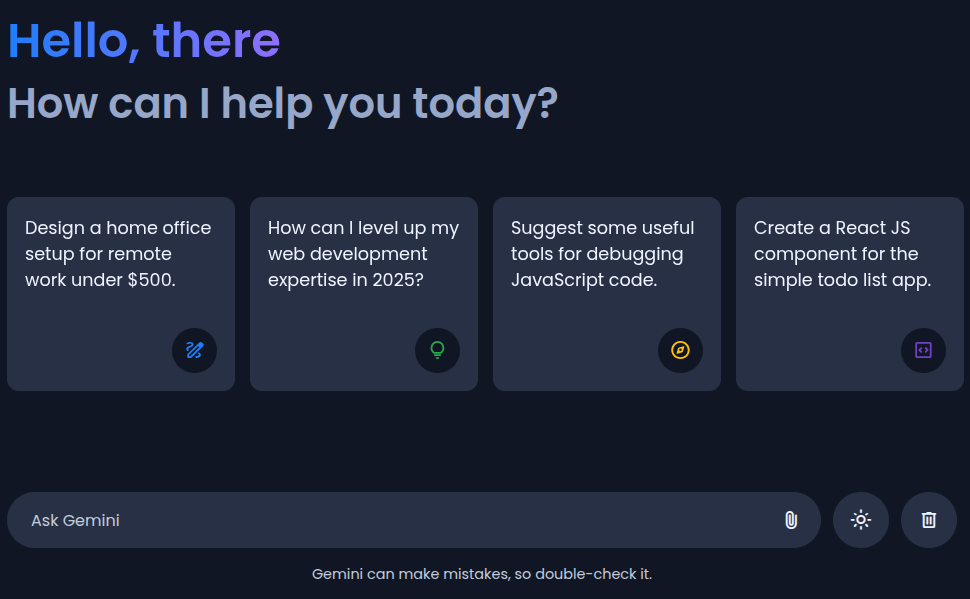 Hello, there
How can I help you today?
Design a home office
setup for remote
work under $500.
How can I level up my
web development
expertise in 2025?
Suggest some useful
tools for debugging
JavaScript code.
Create a React JS
component for the
simple todo list app.
Ask Gemini
Gemini can make mistakes, so double-check it.